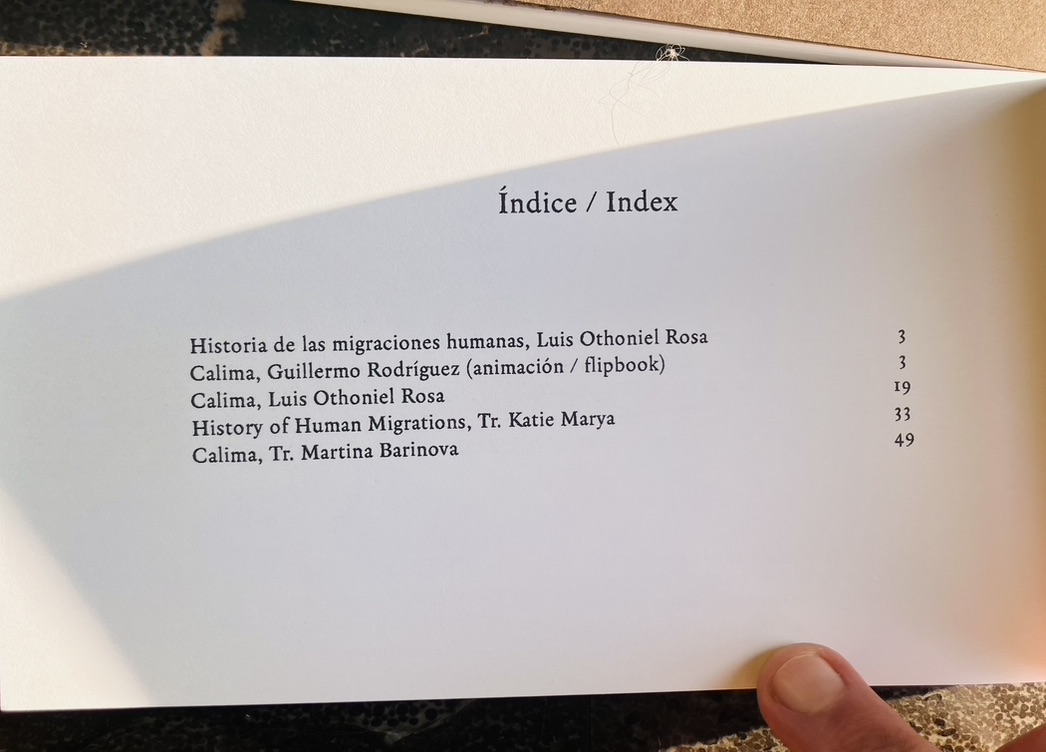 Índice / Index
Historia de las migraciones humanas, Luis Othoniel Rosa 3
Calima, Guillermo Rodríguez (animación / flipbook) 3
Calima, Luis Othoniel Rosa 19
History of Human Migrations, Tr. Katie Marya 33
Calima, Tr. Martina Barinova 49